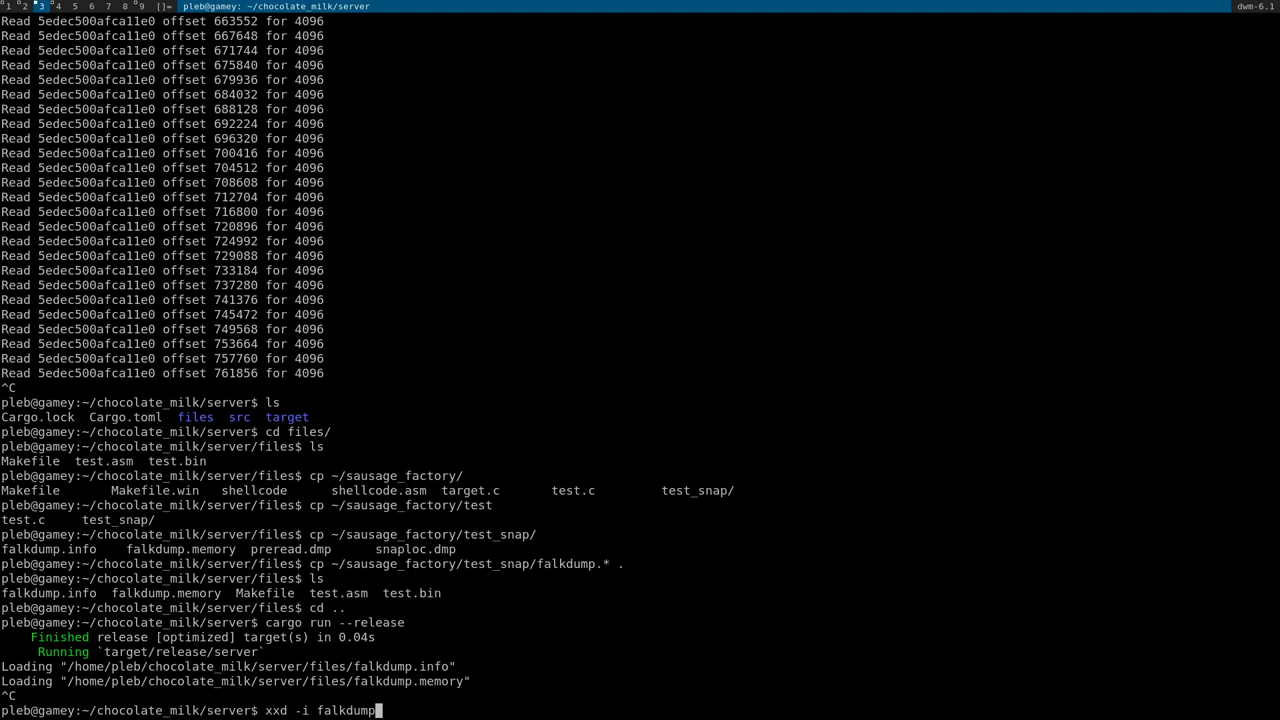 1 2 3 4 5 6 7 8 9 []= pleb@gamey: ~/chocolate_milk/server dwm-6.1
Read 5edec500afca11e0 offset 663552 for 4096
Read 5edec500afca11e0 offset 667648 for 4096
Read 5edec500afca11e0 offset 671744 for 4096
Read 5edec500afca11e0 offset 675840 for 4096
Read 5edec500afca11e0 offset 679936 for 4096
Read 5edec500afca11e0 offset 684032 for 4096
Read 5edec500afca11e0 offset 688128 for 4096
Read 5edec500afca11e0 offset 692224 for 4096
Read 5edec500afca11e0 offset 696320 for 4096
Read 5edec500afca11e0 offset 700416 for 4096
Read 5edec500afca11e0 offset 704512 for 4096
Read 5edec500afca11e0 offset 708608 for 4096
Read 5edec500afca11e0 offset 712704 for 4096
Read 5edec500afca11e0 offset 716800 for 4096
Read 5edec500afca11e0 offset 720896 for 4096
Read 5edec500afca11e0 offset 724992 for 4096
Read 5edec500afca11e0 offset 729088 for 4096
Read 5edec500afca11e0 offset 733184 for 4096
Read 5edec500afca11e0 offset 737280 for 4096
Read 5edec500afca11e0 offset 741376 for 4096
Read 5edec500afca11e0 offset 745472 for 4096
Read 5edec500afca11e0 offset 749568 for 4096
Read 5edec500afca11e0 offset 753664 for 4096
Read 5edec500afca11e0 offset 757760 for 4096
Read 5edec500afca11e0 offset 761856 for 4096
^C
pleb@gamey:~/chocolate_milk/server$ ls
Cargo.lock  Cargo.toml  files  src  target
pleb@gamey:~/chocolate_milk/server$ cd files/
pleb@gamey:~/chocolate_milk/server/files$ ls
Makefile  test.asm  test.bin
pleb@gamey:~/chocolate_milk/server/files$ cp ~/sausage_factory/
Makefile       Makefile.win   shellcode      shellcode.asm  target.c       test.c         test_snap/
pleb@gamey:~/chocolate_milk/server/files$ cp ~/sausage_factory/test
test.c     test_snap/
pleb@gamey:~/chocolate_milk/server/files$ cp ~/sausage_factory/test_snap/
falkdump.info    falkdump.memory  preread.dmp      snaploc.dmp
pleb@gamey:~/chocolate_milk/server/files$ cp ~/sausage_factory/test_snap/falkdump.* .
pleb@gamey:~/chocolate_milk/server/files$ ls
falkdump.info  falkdump.memory  Makefile  test.asm  test.bin
pleb@gamey:~/chocolate_milk/server/files$ cd ..
pleb@gamey:~/chocolate_milk/server$ cargo run --release
    Finished release [optimized] target(s) in 0.04s
     Running `target/release/server`
Loading "/home/pleb/chocolate_milk/server/files/falkdump.info"
Loading "/home/pleb/chocolate_milk/server/files/falkdump.memory"
^C
pleb@gamey:~/chocolate_milk/server$ xxd -i falkdump